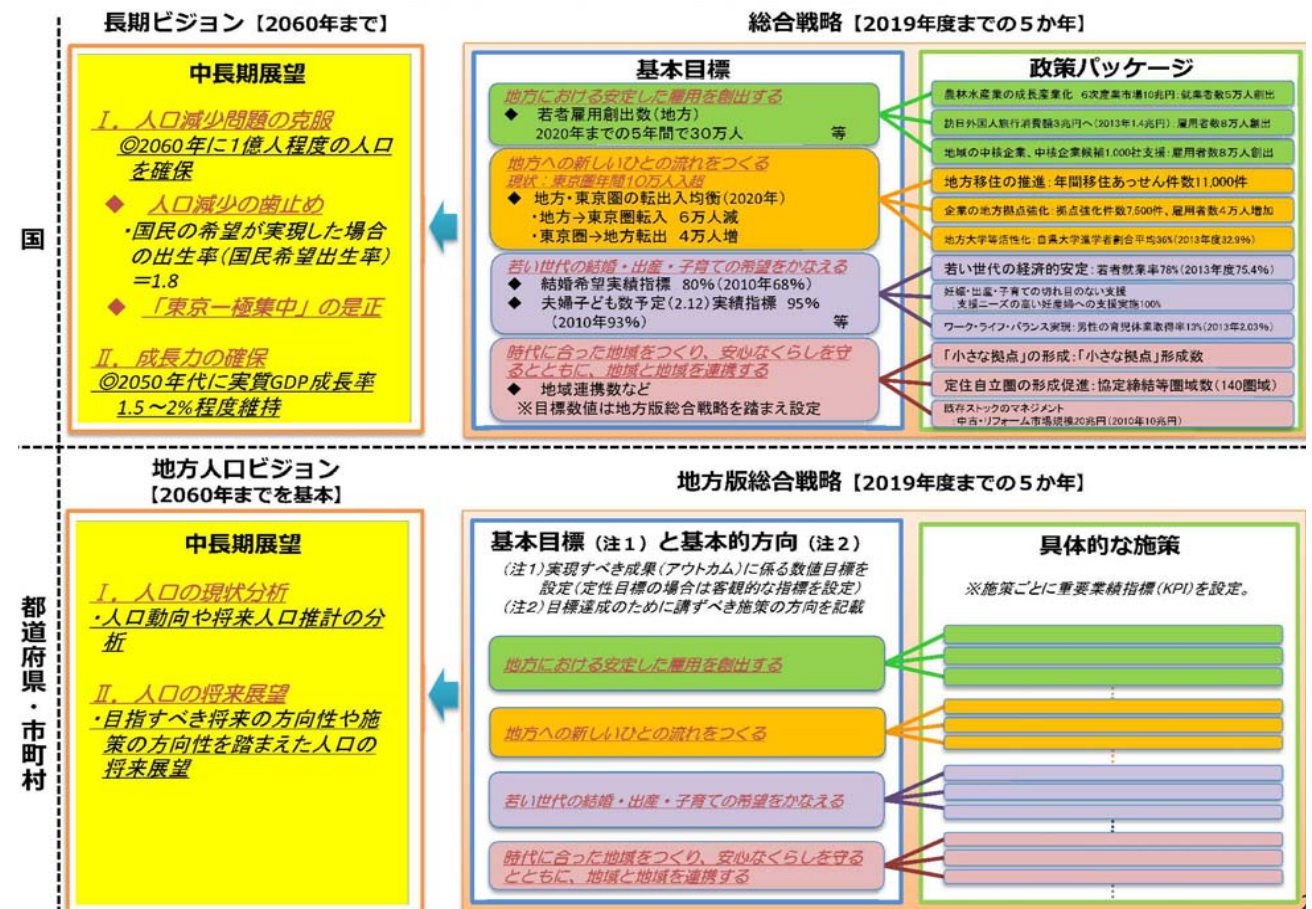 長期ビジョン【2060年まで】
総合戦略【2019年度までの５か年】
国
中長期展望
Ⅰ．人口減少問題の克服
◎2060年に1億人程度の人口
を確保
◆ 人口減少の歯止め
・国民の希望が実現した場合
の出生率(国民希望出生率)
＝1.8
◆ 「東京一極集中」の是正
Ⅱ．成長力の確保
◎2050年代に実質GDP成長率
1.5～2%程度維持
基本目標
地方における安定した雇用を創出する
◆ 若者雇用創出数(地方)
2020年までの５年間で３０万人 等
地方への新しいひとの流れをつくる
現状：東京圏年間10万人入超
◆ 地方・東京圏の転出入均衡(2020年)
・地方→東京圏転入 ６万人減
・東京圏→地方転出 ４万人増
若い世代の結婚・出産・子育ての希望をかなえる
◆ 結婚希望実績指標 80%(2010年68%)
◆ 夫婦子ども数予定(2.12)実績指標 95%
(2010年93%) 等
時代に合った地域をつくり、安心なくらしを守
るとともに、地域と地域を連携する
◆ 地域連携数など
※目標数値は地方版総合戦略を踏まえ設定
政策パッケージ
農林水産業の成長産業化 6次産業市場10兆円：就業者数5万人創出
訪日外国人旅行消費額3兆円へ(2013年1.4兆円)：雇用者数8万人創出
地域の中核企業、中核企業候補1,000社支援：雇用者数8万人創出
地方移住の推進：年間移住あっせん件数11,000件
企業の地方拠点強化：拠点強化件数7,500件、雇用者数4万人増加
地方大学等活性化：自県大学進学者割合平均36%(2013年度32.9%)
若い世代の経済的安定：若者就業率78%(2013年度75.4%)
妊娠・出産・子育ての切れ目のない支援
：支援ニーズの高い妊産婦への支援実施100%
ワーク・ライフ・バランス実現：男性の育児休業取得率13%(2013年2.03%)
「小さな拠点」の形成：「小さな拠点」形成数
定住自立圏の形成促進：協定締結等圏域数(140圏域)
既存ストックのマネジメント
：中古・リフォーム市場規模20兆円(2010年10兆円)
都道府県・市町村
地方人口ビジョン
【2060年までを基本】
地方版総合戦略【2019年度までの５か年】
中長期展望
Ⅰ．人口の現状分析
・人口動向や将来人口推計の分
析
Ⅱ．人口の将来展望
・目指すべき将来の方向性や施
策の方向性を踏まえた人口の
将来展望
基本目標（注１）と基本的方向（注２）
(注１)実現すべき成果(アウトカム)に係る数値目標を
設定(定性目標の場合は客観的な指標を設定)
(注２)目標達成のために講ずべき施策の方向を記載
地方における安定した雇用を創出する
地方への新しいひとの流れをつくる
若い世代の結婚・出産・子育ての希望をかなえる
時代に合った地域をつくり、安心なくらしを守る
とともに、地域と地域を連携する
具体的な施策
※施策ごとに重要業績指標(KPI)を設定。